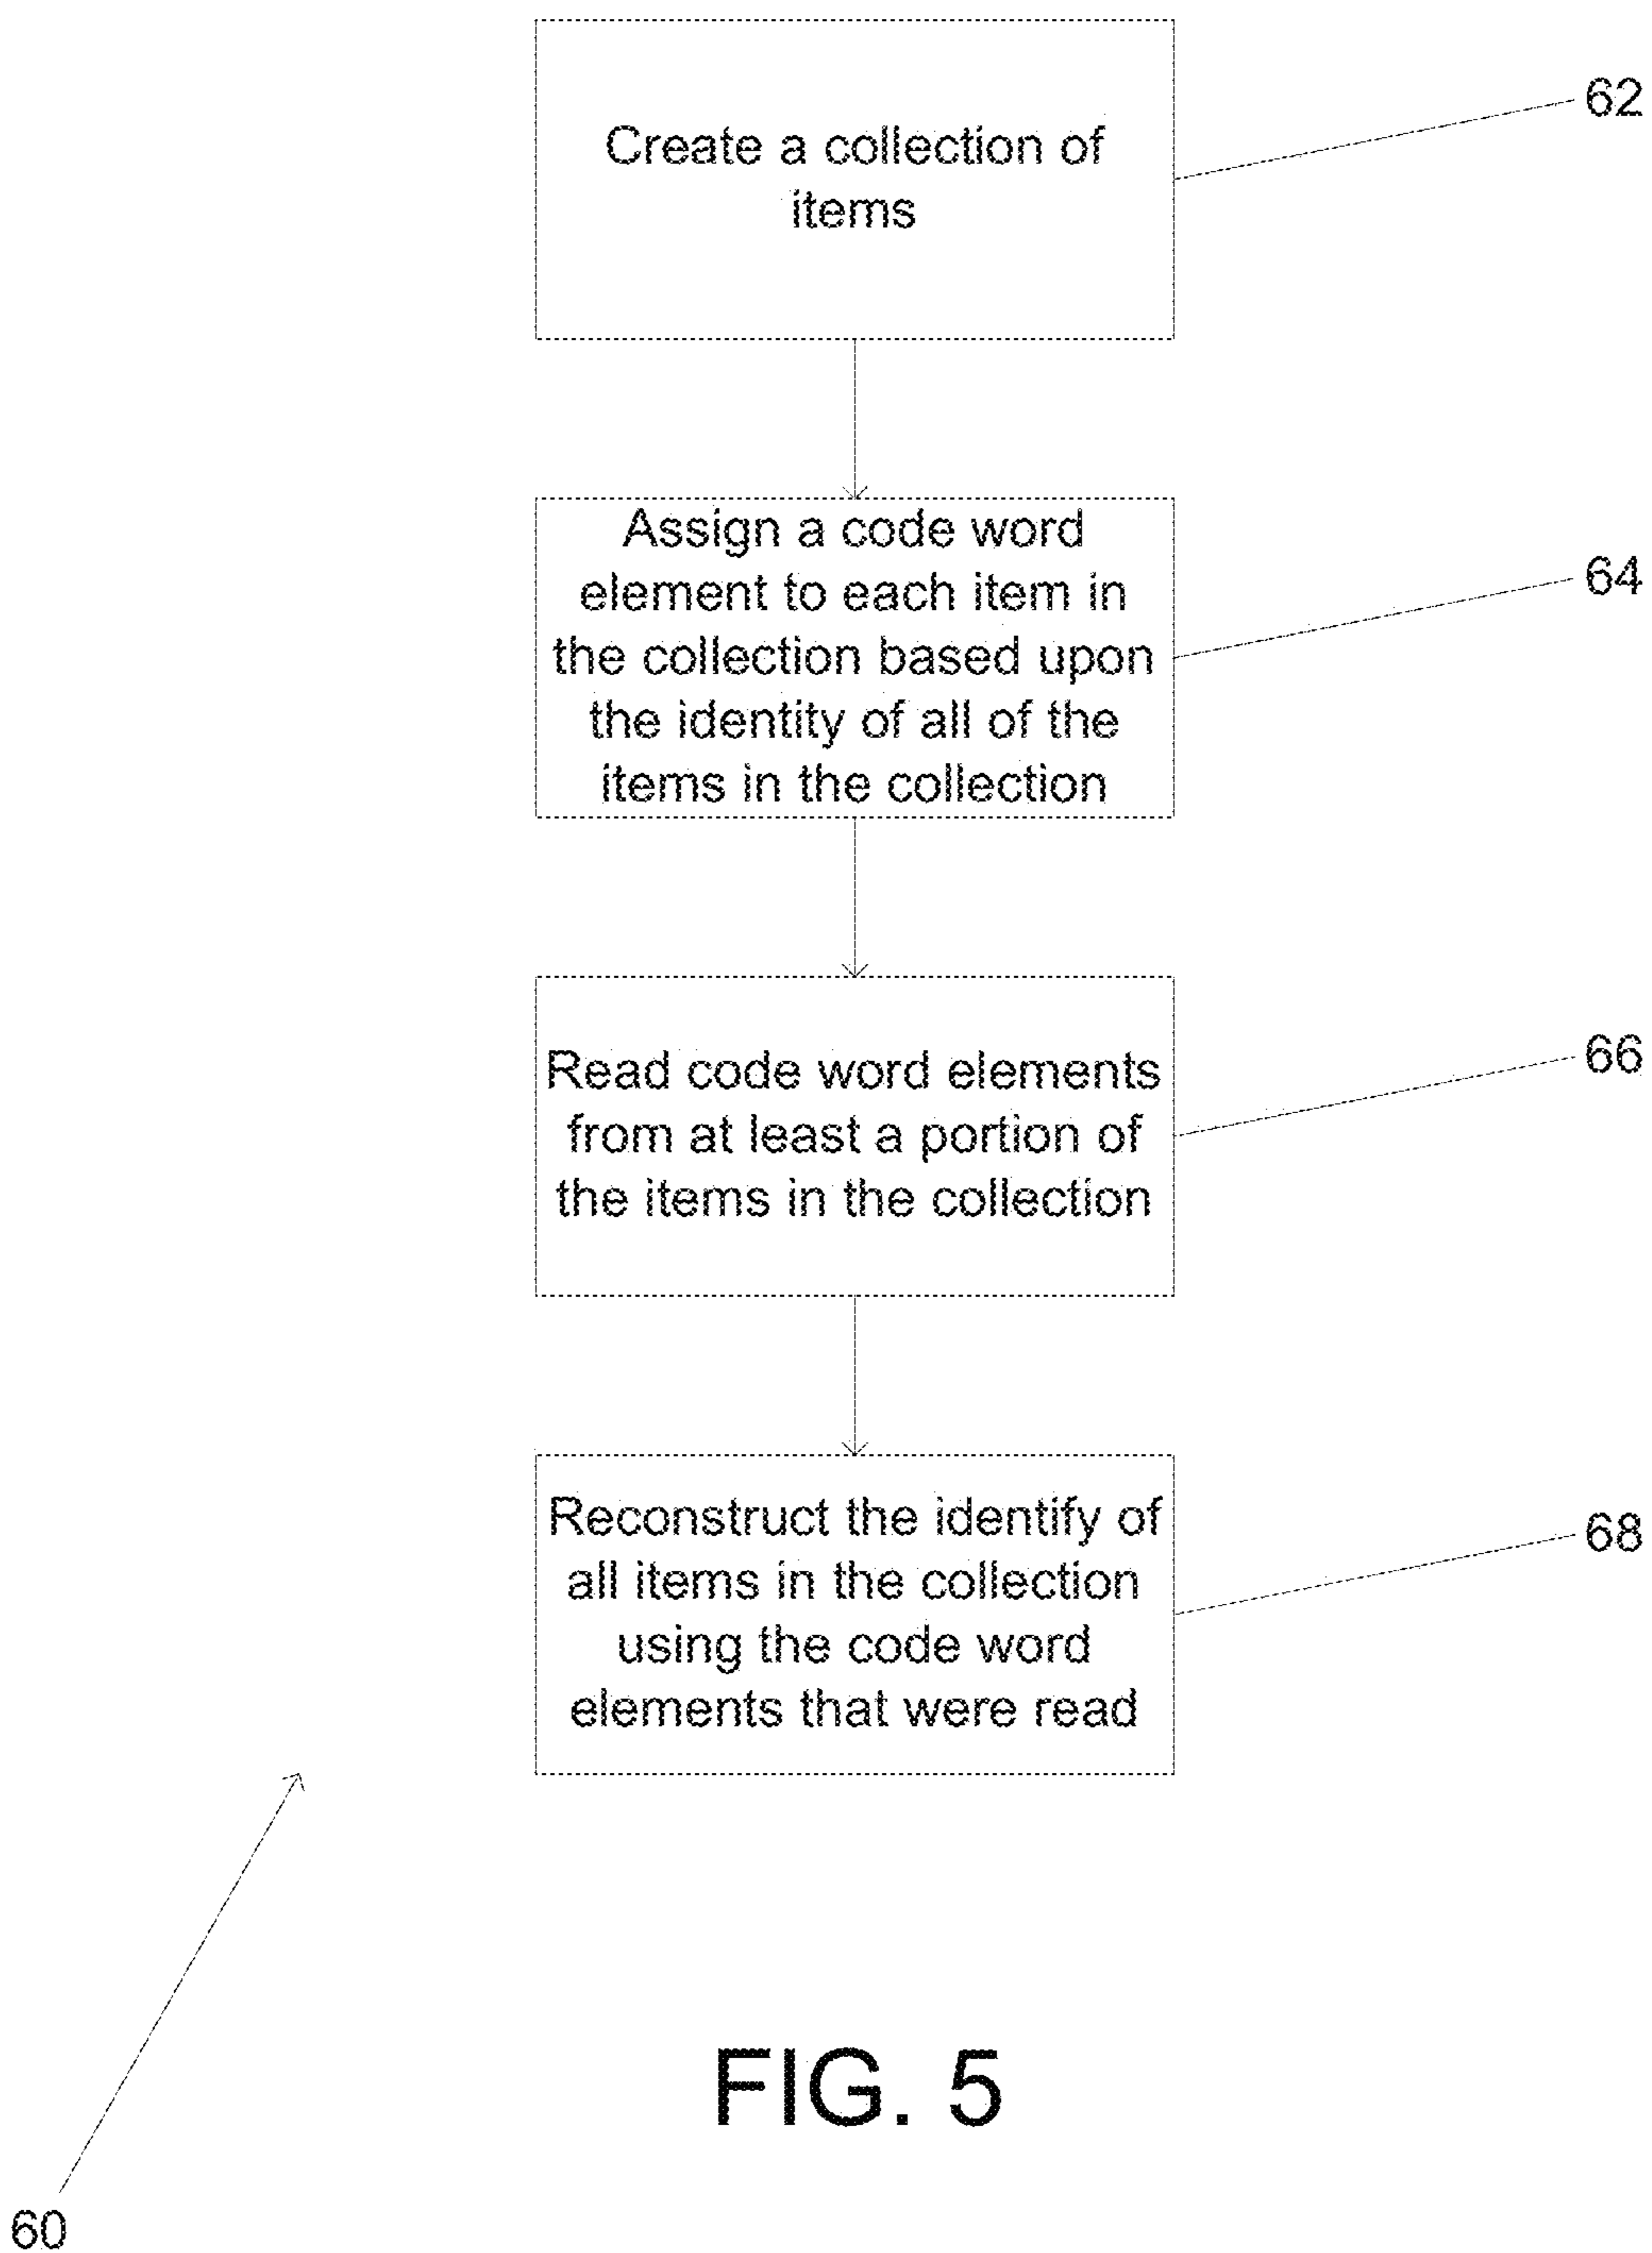 Create a collection of
items
62
Assign a code word
element to each item in
the collection based upon
the identity of all of the
items in the collection
64
Read code word elements
from at least a portion of
the items in the collection
66
Reconstruct the identify of
all items in the collection
using the code word
elements that were read
68
FIG. 5
60